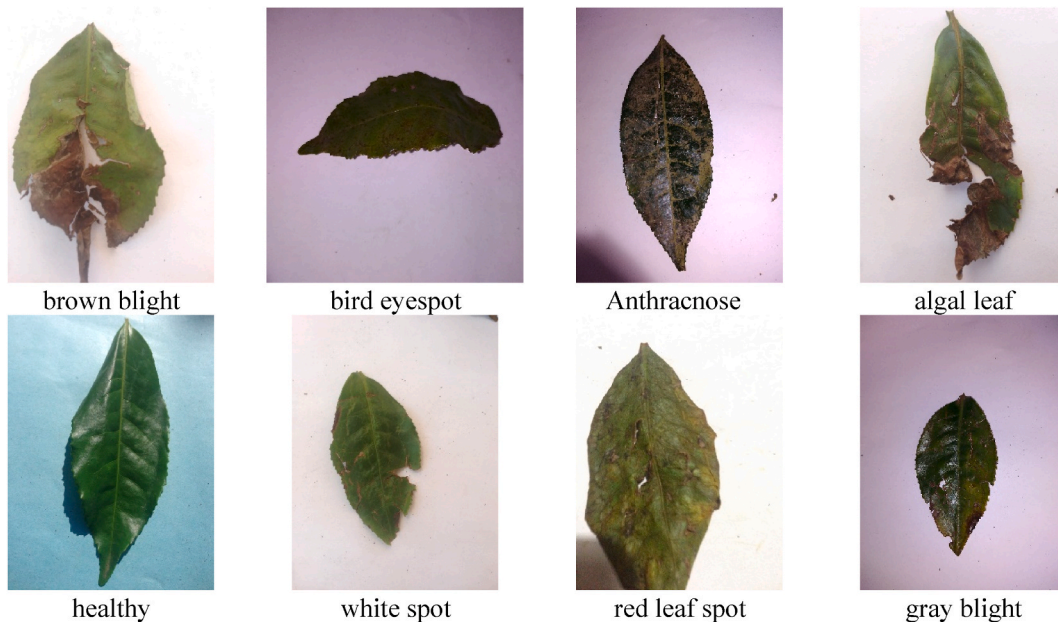 brown blight
bird eyespot
Anthracnose
algal leaf
healthy
white spot
red leaf spot
gray blight